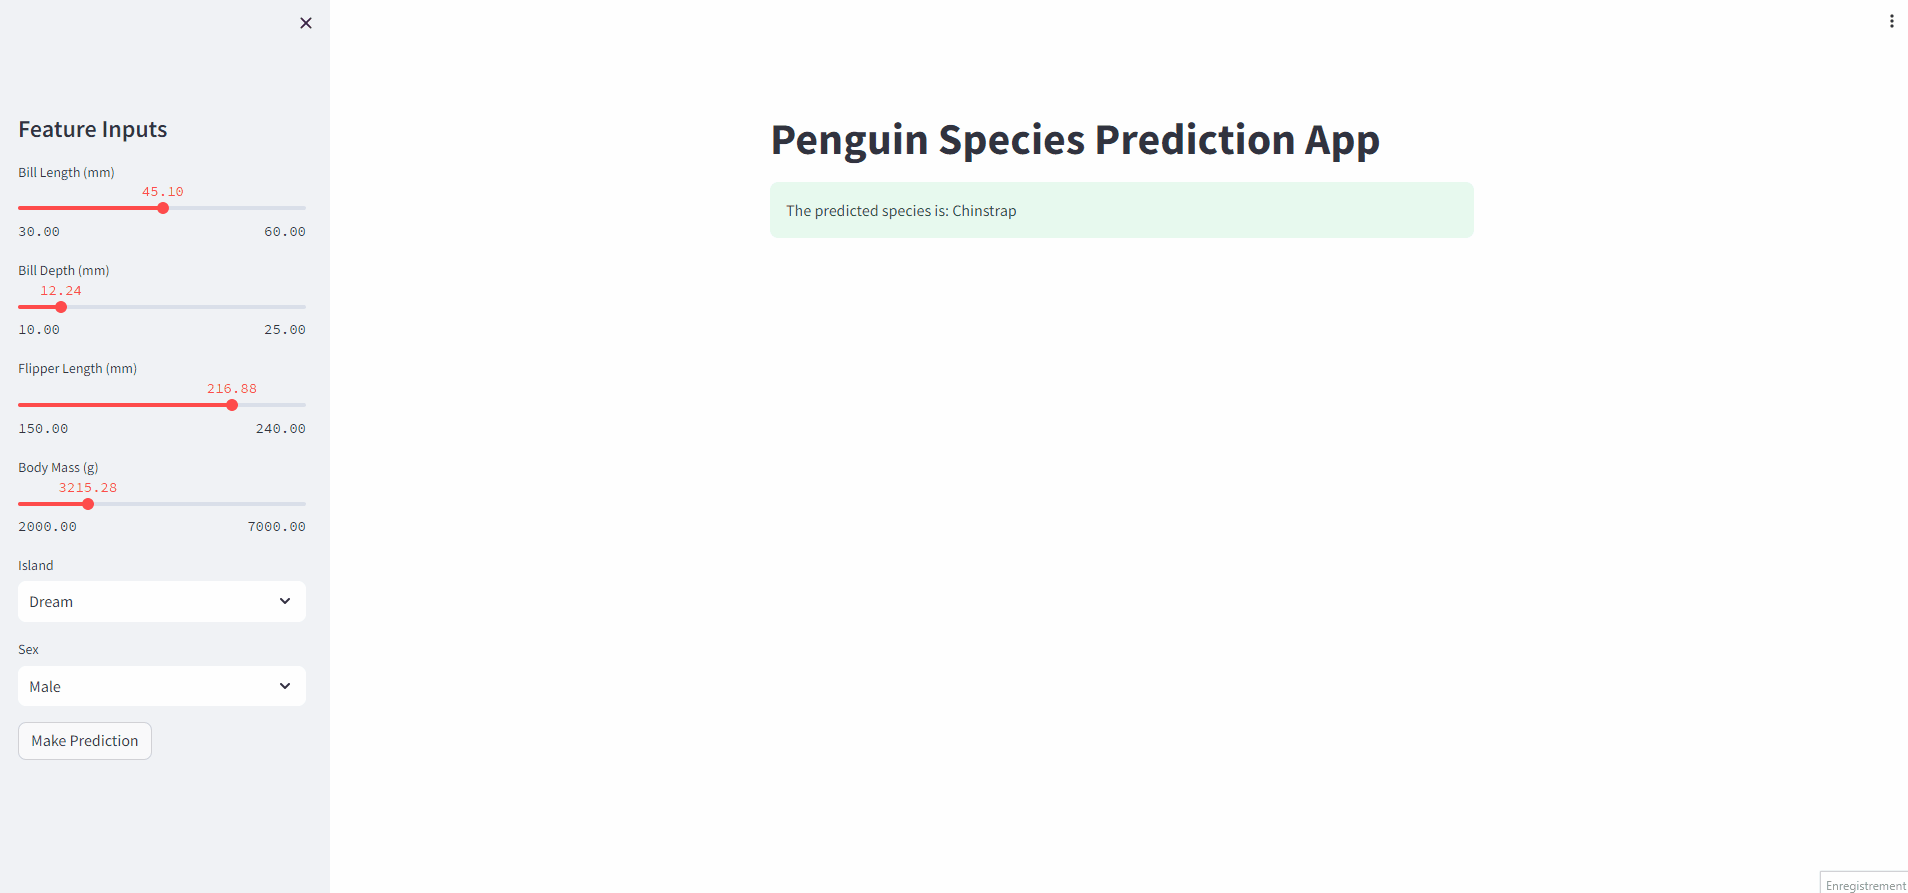 Feature Inputs
Bill Length (mm)
45.10
30.00 60.00
Bill Depth (mm)
12.24
10.00 25.00
Flipper Length (mm)
216.88
150.00 240.00
Body Mass (g)
3215.28
2000.00 7000.00
Island
Dream
Sex
Male
Make Prediction
Penguin Species Prediction App
The predicted species is: Chinstrap
Enregistrement